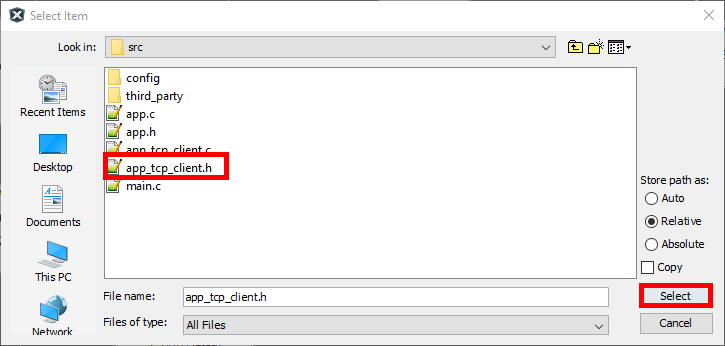 Select Item
Look in:
src
Recent Items
Desktop
Documents
This PC
Network
config
third_party
app.c
app.h
app_tcp_client.c
app_tcp_client.h
main.c
Store path as:
Auto
Relative
Absolute
Copy
File name:
app_tcp_client.h
Select
Files of type:
All Files
Cancel